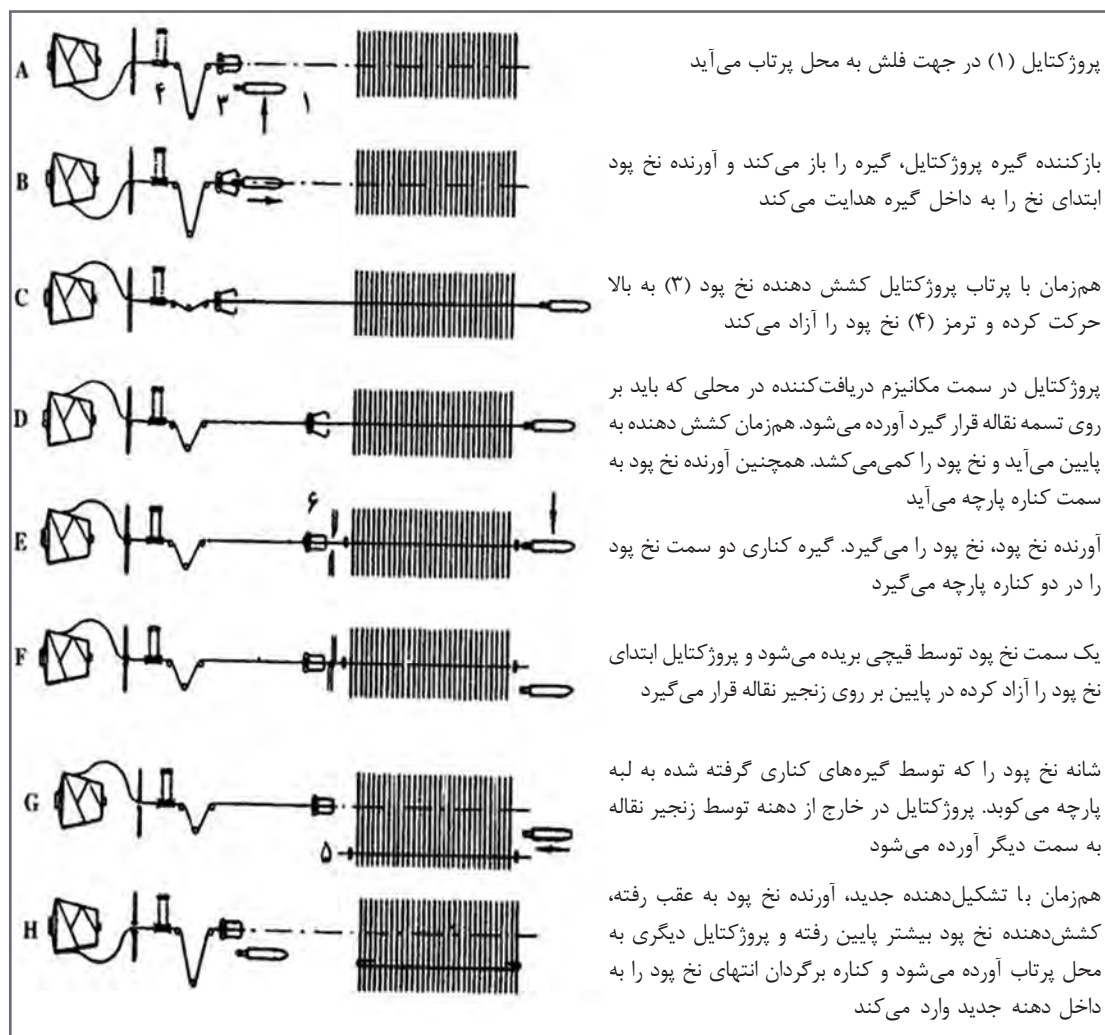 A
۴
۳
۱
پروژکتایل (۱) در جهت فلش به محل پرتاب می‌آید
B
بازکننده گیره پروژکتایل، گیره را باز می‌کند و آورنده نخ پود
ابتدای نخ را به داخل گیره هدایت می‌کند
C
هم‌زمان با پرتاب پروژکتایل کشش دهنده نخ پود (۳) به بالا
حرکت کرده و ترمز (۴) نخ پود را آزاد می‌کند
D
پروژکتایل در سمت مکانیزم دریافت‌کننده در محلی که باید بر
روی تسمه نقاله قرار گیرد آورده می‌شود. هم‌زمان کشش دهنده به
پایین می‌آید و نخ پود را کمی‌می‌کشد. همچنین آورنده نخ پود به
سمت کناره پارچه می‌آید
E
۶
آورنده نخ پود، نخ پود را می‌گیرد. گیره کناری دو سمت نخ پود
را در دو کناره پارچه می‌گیرد
F
یک سمت نخ پود توسط قیچی بریده می‌شود و پروژکتایل ابتدای
نخ پود را آزاد کرده در پایین بر روی زنجیر نقاله قرار می‌گیرد
G
۵
شانه نخ پود را که توسط گیره‌های کناری گرفته شده به لبه
پارچه می‌کوبد. پروژکتایل در خارج از دهنه توسط زنجیر نقاله
به سمت دیگر آورده می‌شود
H
هم‌زمان با تشکیل‌دهنده جدید، آورنده نخ پود به عقب رفته،
کشش‌دهنده نخ پود بیشتر پایین رفته و پروژکتایل دیگری به
محل پرتاب آورده می‌شود و کناره برگردان انتهای نخ پود را به
داخل دهنه جدید وارد می‌کند